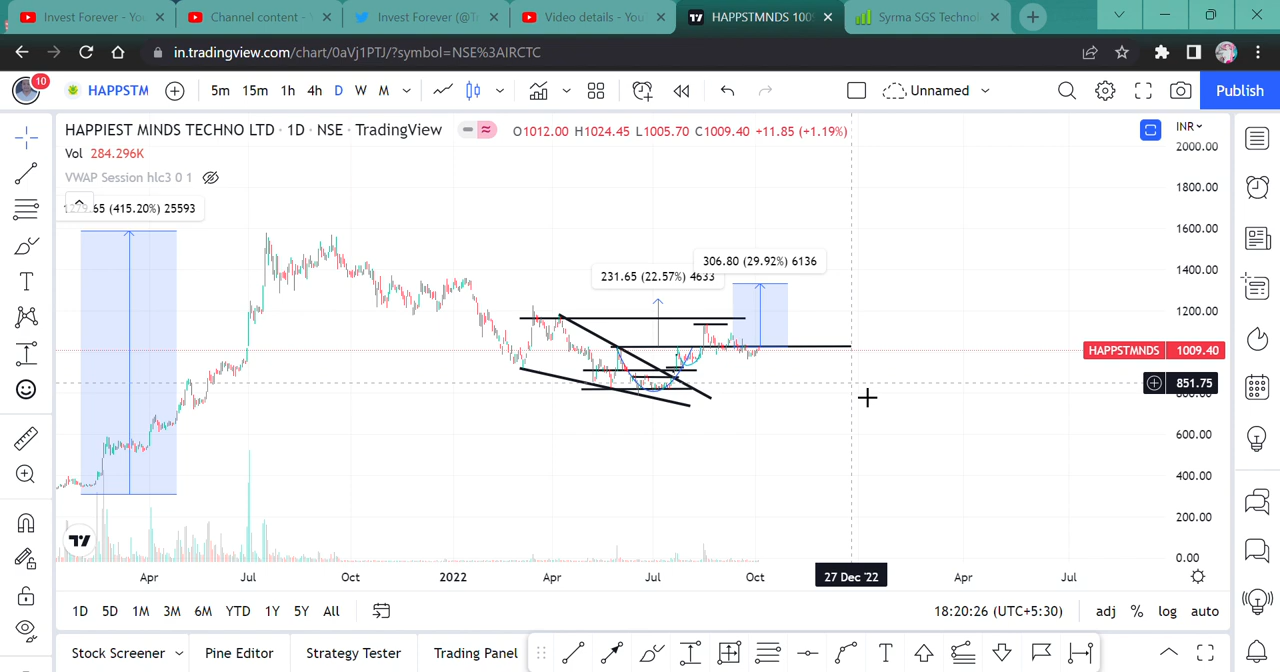 Invest Forever - You
Channel content - Y
Invest Forever (@Tr
Video details - You
HAPPSTMNDS 100
Syrma SGS Technol
in.tradingview.com/chart/0aVj1PTJ/?symbol=NSE%3AIRCTC
10
HAPPSTM
5m 15m 1h 4h D W M
Unnamed
Publish
HAPPIEST MINDS TECHNO LTD · 1D · NSE · TradingView
O1012.00 H1024.45 L1005.70 C1009.40 +11.85 (+1.19%)
INR
Vol 284.296K
VWAP Session hlc3 0 1
.65 (415.20%) 25593
306.80 (29.92%) 6136
231.65 (22.57%) 4633
2000.00
1800.00
1600.00
1400.00
1200.00
HAPPSTMNDS 1009.40
851.75
800.00
600.00
400.00
200.00
0.00
Apr Jul Oct 2022 Apr Jul Oct 27 Dec '22 Apr Jul
1D 5D 1M 3M 6M YTD 1Y 5Y All
18:20:26 (UTC+5:30) adj % log auto
Stock Screener Pine Editor Strategy Tester Trading Panel